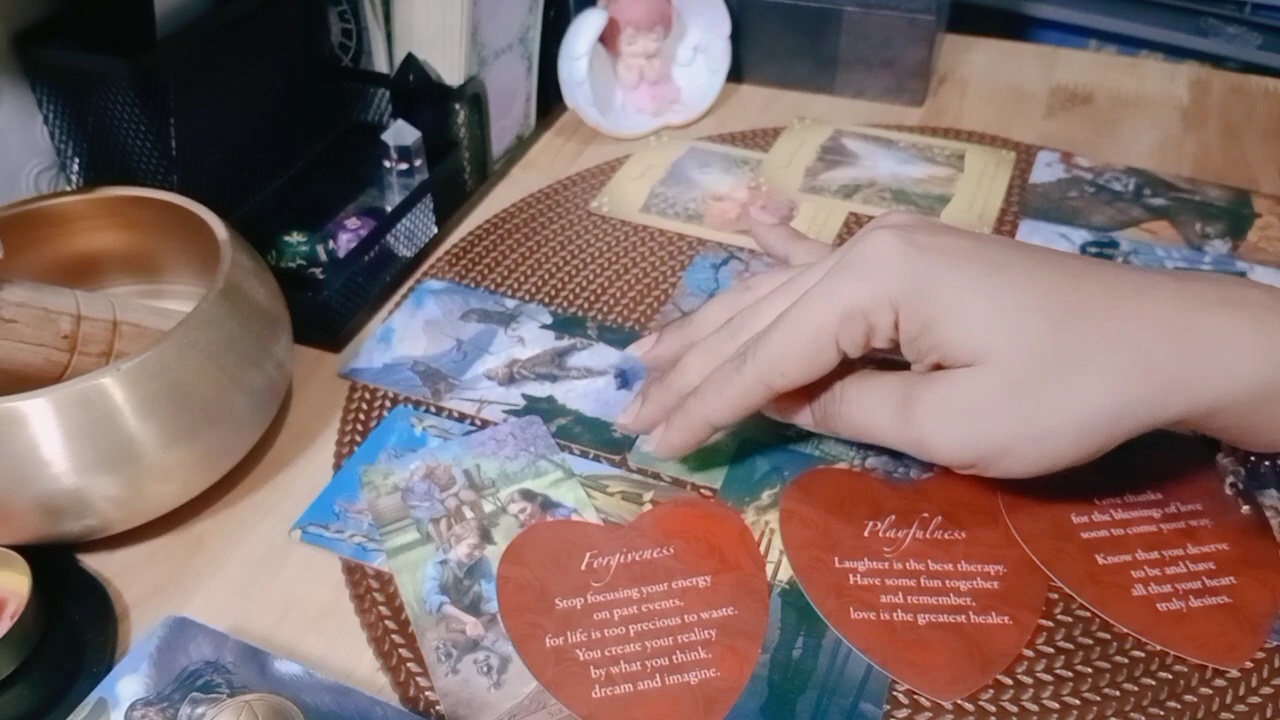 Forgiveness
Stop focusing your energy
on past events,
for life is too precious to waste.
You create your reality
by what you think,
dream and imagine.
Playfulness
Laughter is the best therapy.
Have some fun together
and remember,
love is the greatest healer.
Give thanks
for the blessings of love
soon to come your way.
Know that you deserve
to be and have
all that your heart
truly desires.